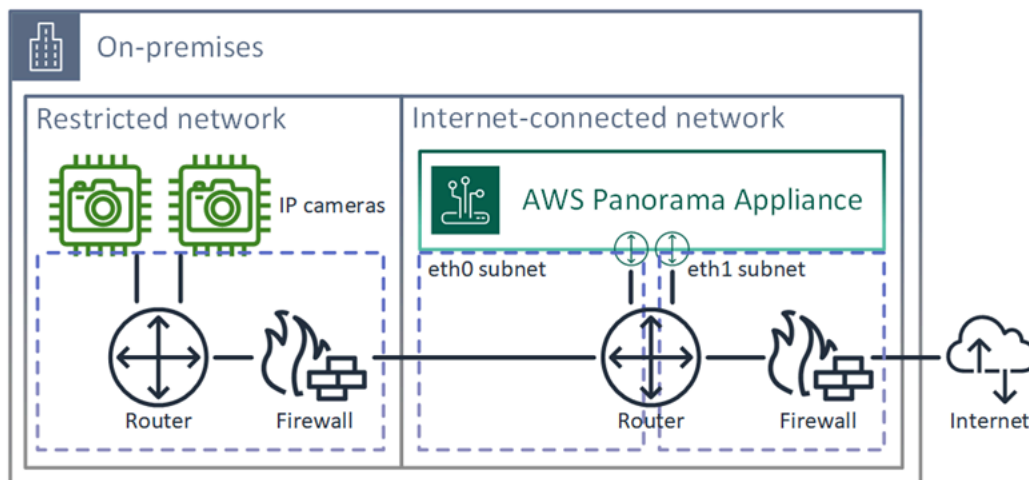 On-premises
Restricted network
Internet-connected network
IP cameras
AWS Panorama Appliance
eth0 subnet
eth1 subnet
Router
Firewall
Router
Firewall
Internet